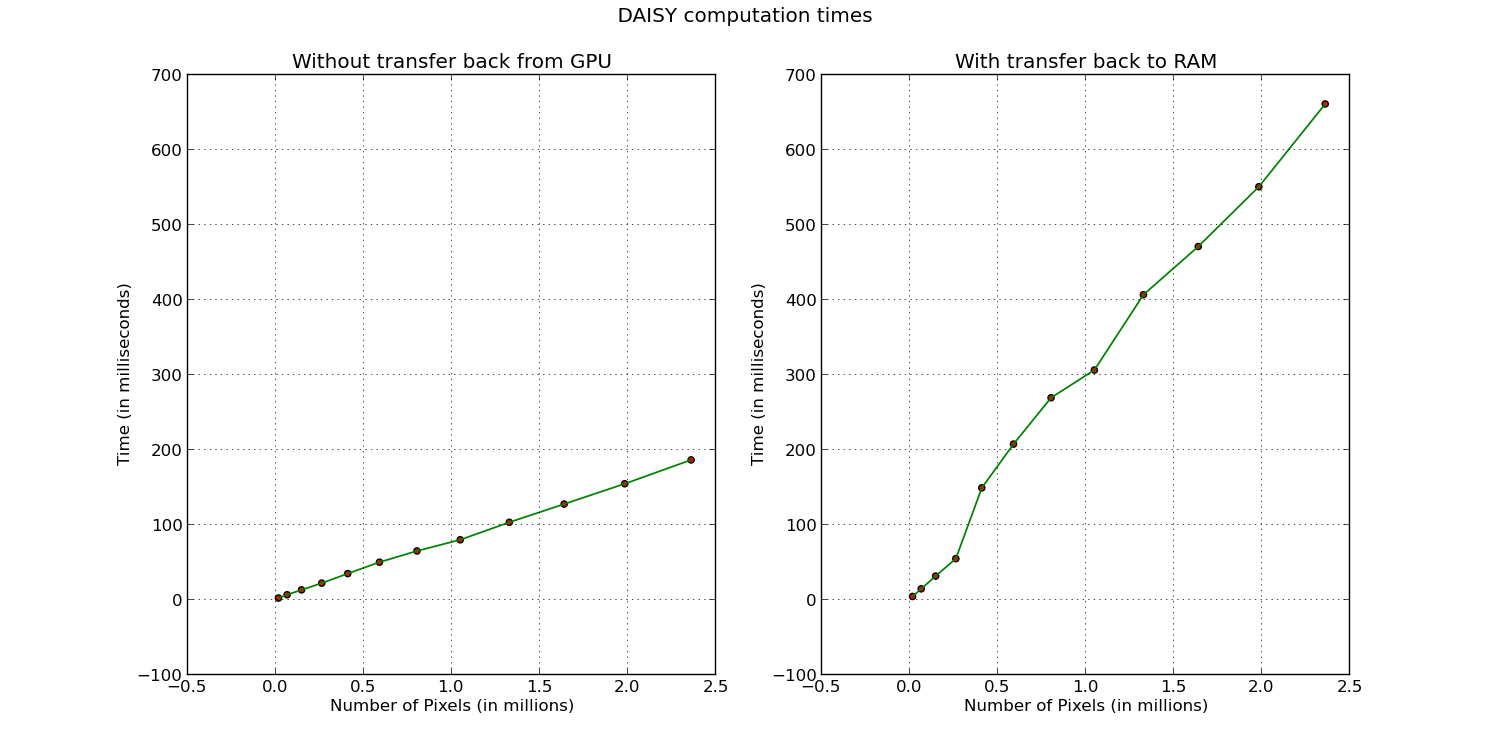 DAISY computation times
Without transfer back from GPU
700
600
500
400
300
200
100
0
−100
−0.5 0.0 0.5 1.0 1.5 2.0 2.5
Time (in milliseconds)
Number of Pixels (in millions)
With transfer back to RAM
700
600
500
400
300
200
100
0
−100
−0.5 0.0 0.5 1.0 1.5 2.0 2.5
Time (in milliseconds)
Number of Pixels (in millions)